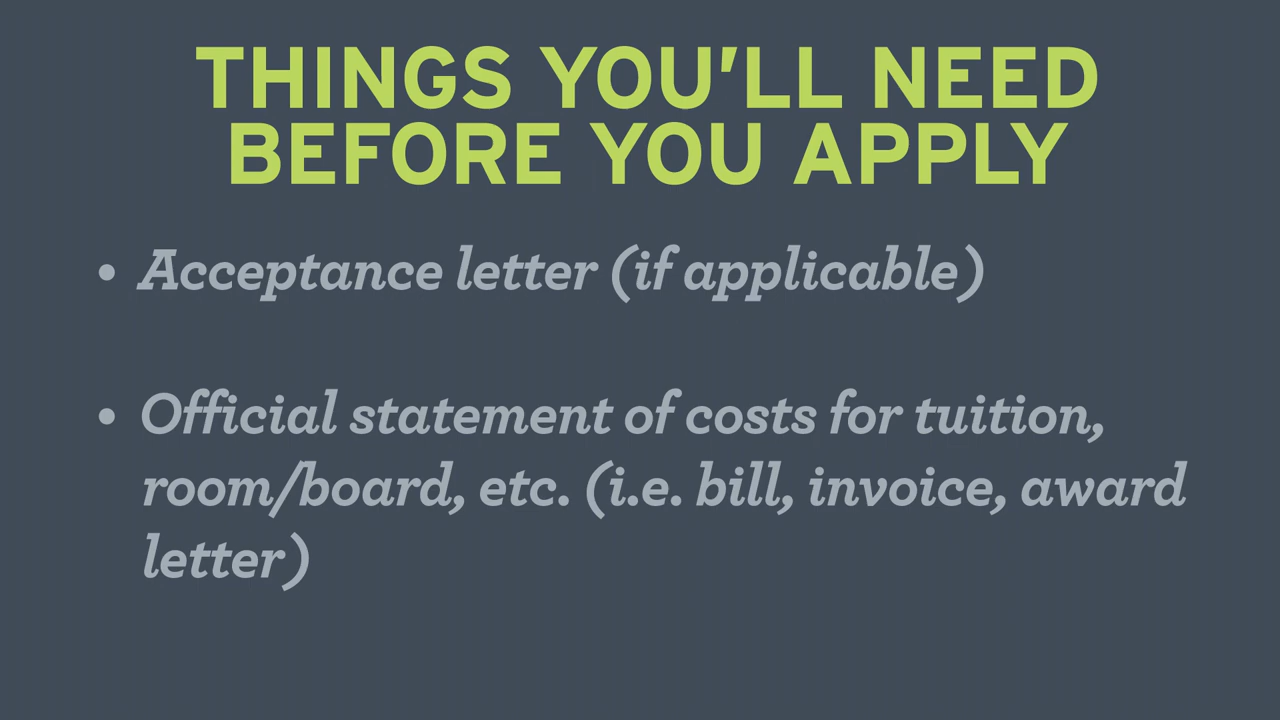 THINGS YOU'LL NEED
BEFORE YOU APPLY
• Acceptance letter (if applicable)
• Official statement of costs for tuition,
room/board, etc. (i.e. bill, invoice, award
letter)